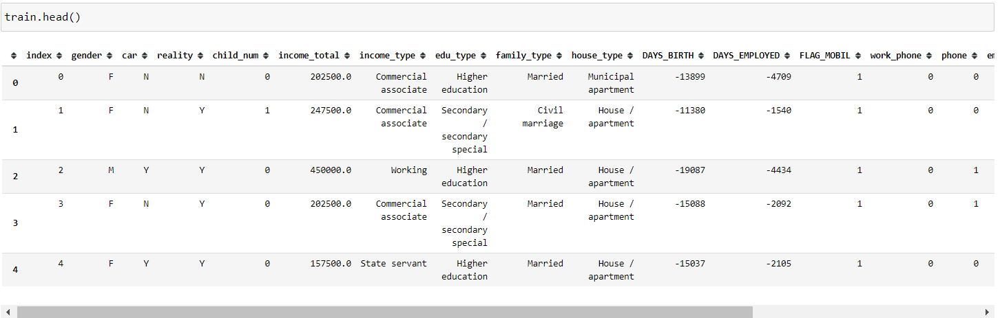 train.head()
index gender car reality child_num income_total income_type edu_type family_type house_type DAYS_BIRTH DAYS_EMPLOYED FLAG_MOBIL work_phone phone em
0 0 F N N 0 202500.0 Commercial associate Higher education Married Municipal apartment -13899 -4709 1 0 0
1 1 F N Y 1 247500.0 Commercial associate Secondary / secondary special Civil marriage House / apartment -11380 -1540 1 0 0
2 2 M Y Y 0 450000.0 Working Higher education Married House / apartment -19087 -4434 1 0 1
3 3 F N Y 0 202500.0 Commercial associate Secondary / secondary special Married House / apartment -15088 -2092 1 0 1
4 4 F Y Y 0 157500.0 State servant Higher education Married House / apartment -15037 -2105 1 0 0